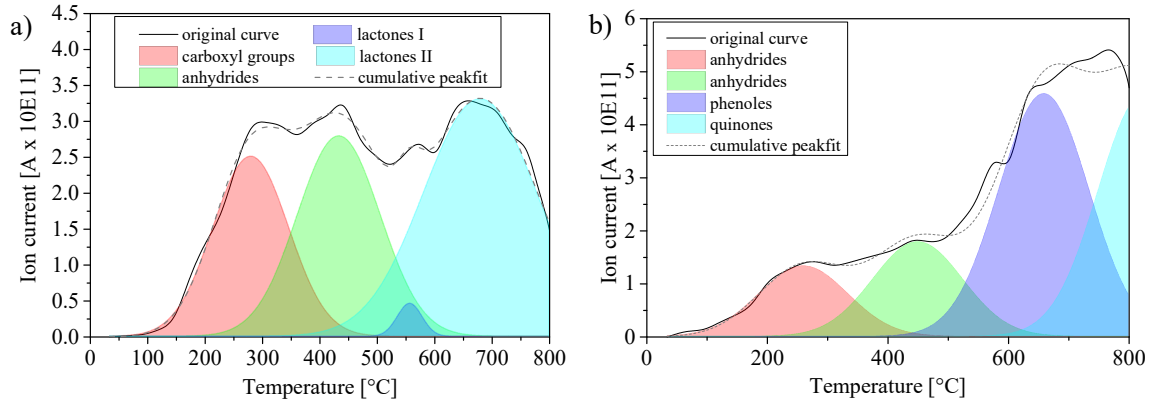 a)
4.5
4.0
3.5
3.0
2.5
2.0
1.5
1.0
0.5
0.0
Ion current [A x 10E11]
original curve
carboxyl groups
anhydrides
lactones I
lactones II
cumulative peakfit
0 100 200 300 400 500 600 700 800
Temperature [°C]
b)
6
5
4
3
2
1
0
Ion current [A x 10E11]
original curve
anhydrides
anhydrides
phenoles
quinones
cumulative peakfit
0 200 400 600 800
Temperature [°C]